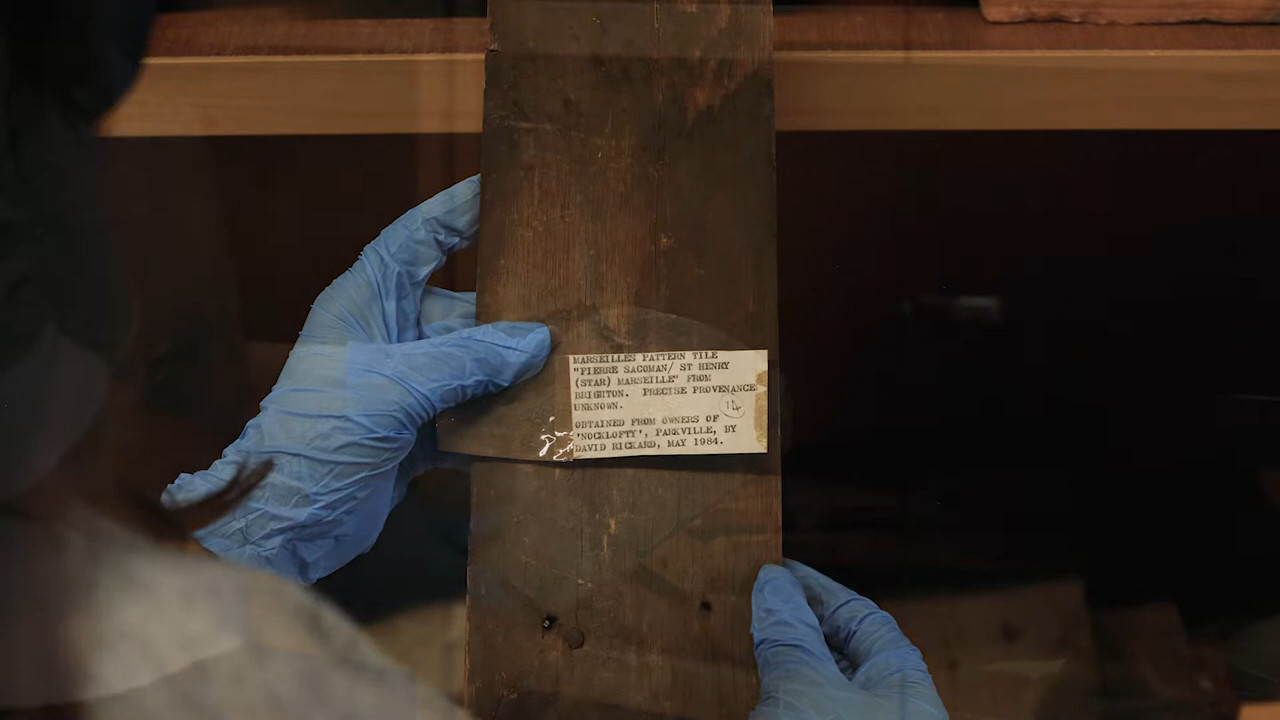 MARSEILLES PATTERN TILE
"PIERRE SACOMAN/ ST HENRY
(STAR) MARSEILLE" FROM
BRIGHTON. PRECISE PROVENANCE
UNKNOWN.
14
OBTAINED FROM OWNERS OF
'NOCKLOFTY', PARKVILLE, BY
DAVID RICKARD, MAY 1984.